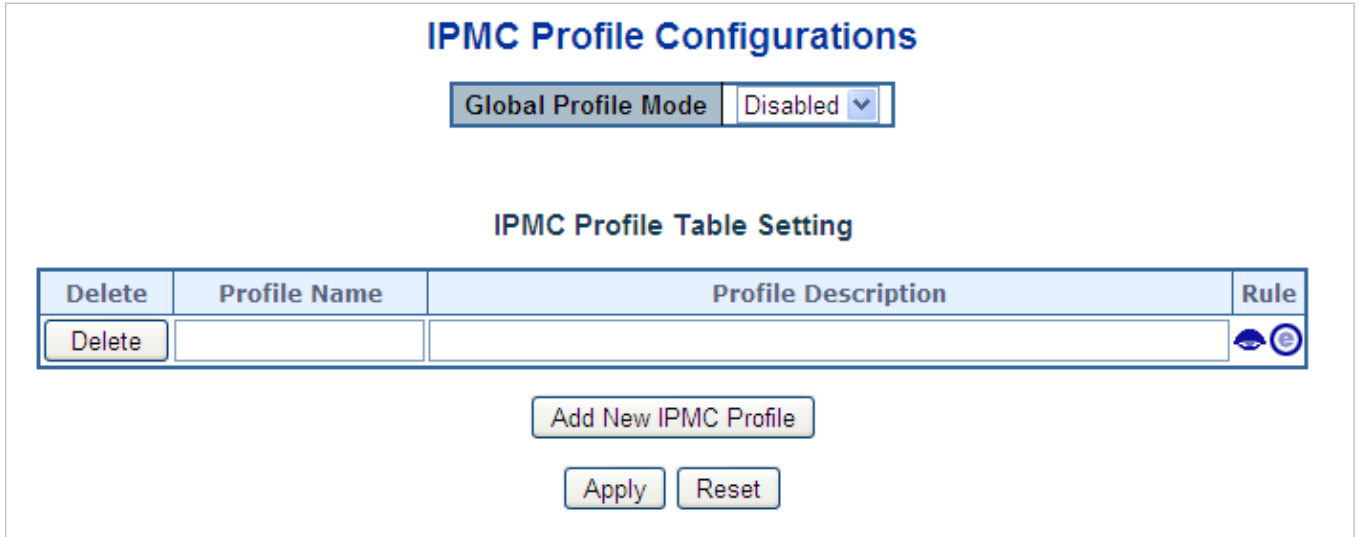 IPMC Profile Configurations
Global Profile Mode Disabled
IPMC Profile Table Setting
Delete Profile Name Profile Description Rule
Delete e
Add New IPMC Profile
Apply Reset